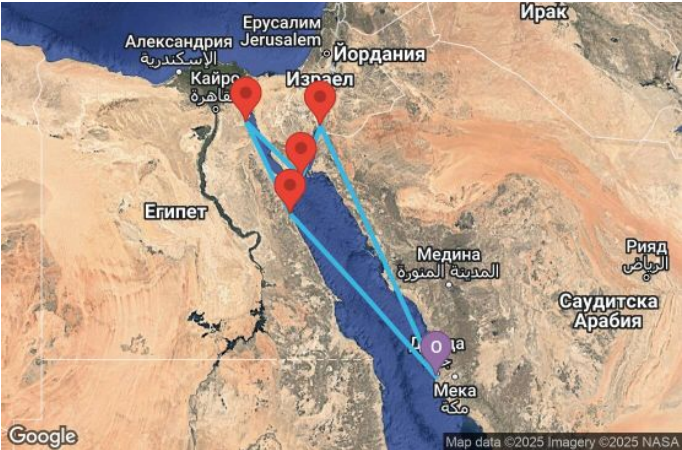 Ирак
Ерусалим
Jerusalem
Александрия
الإسكندرية
Йордания
Кайро
Израел
Египет
Медина
المدينة المنورة
Рияд
الرياض
Саудитска
Арабия
O
Мека
مكة
Google
Map data ©2025 Imagery ©2025 NASA